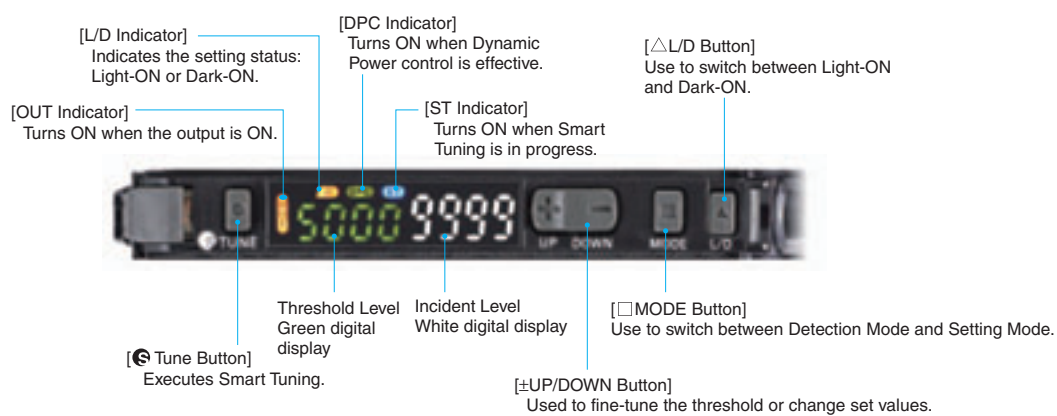 [DPC Indicator]
Turns ON when Dynamic
Power control is effective.
[L/D Indicator]
Indicates the setting status:
Light-ON or Dark-ON.
[△L/D Button]
Use to switch between Light-ON
and Dark-ON.
[OUT Indicator]
Turns ON when the output is ON.
[ST Indicator]
Turns ON when Smart
Tuning is in progress.
5000 9999
TUNE
UP DOWN
MODE
L/D
Threshold Level
Green digital
display
Incident Level
White digital display
[□MODE Button]
Use to switch between Detection Mode and Setting Mode.
[S Tune Button]
Executes Smart Tuning.
[±UP/DOWN Button]
Used to fine-tune the threshold or change set values.